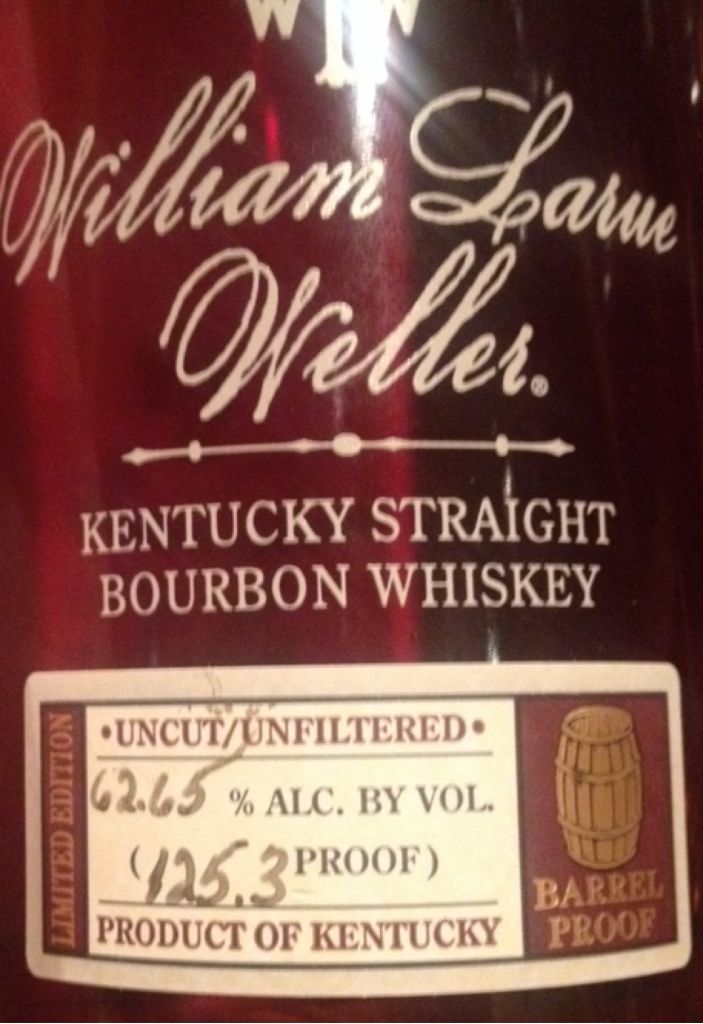 W L W
William Larue
Weller®
KENTUCKY STRAIGHT
BOURBON WHISKEY
LIMITED EDITION
•UNCUT/UNFILTERED•
62.65 % ALC. BY VOL.
(125.3 PROOF)
PRODUCT OF KENTUCKY
BARREL
PROOF